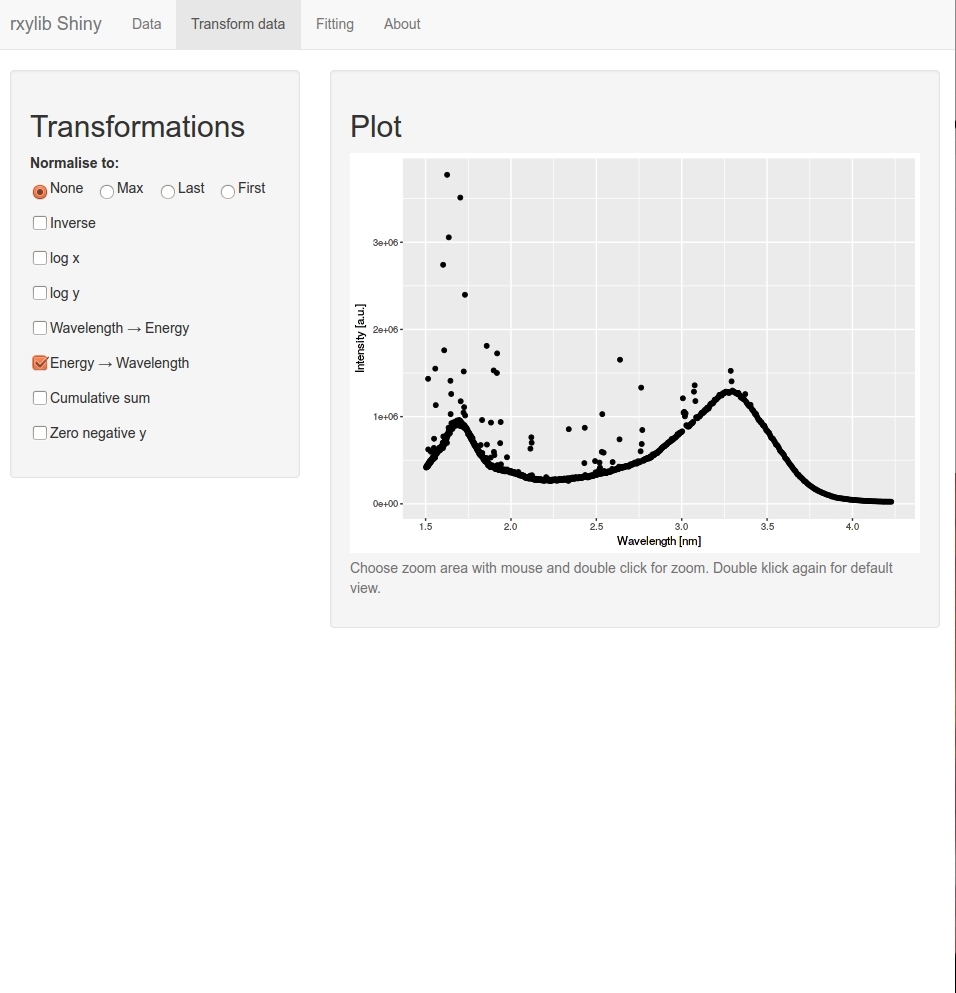 rxylib Shiny Data Transform data Fitting About
Transformations
Normalise to:
None Max Last First
Inverse
log x
log y
Wavelength → Energy
Energy → Wavelength
Cumulative sum
Zero negative y
Plot
3e+06
2e+06
1e+06
0e+00
Intensity [a.u.]
1.5 2.0 2.5 3.0 3.5 4.0
Wavelength [nm]
Choose zoom area with mouse and double click for zoom. Double klick again for default
view.